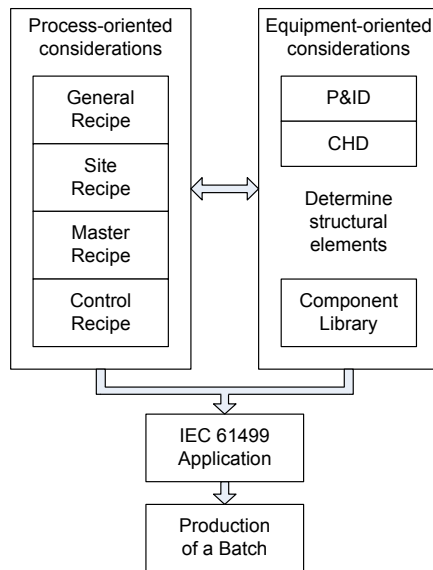 Process-oriented
considerations
General
Recipe
Site
Recipe
Master
Recipe
Control
Recipe
Equipment-oriented
considerations
P&ID
CHD
Determine
structural
elements
Component
Library
IEC 61499
Application
Production
of a Batch